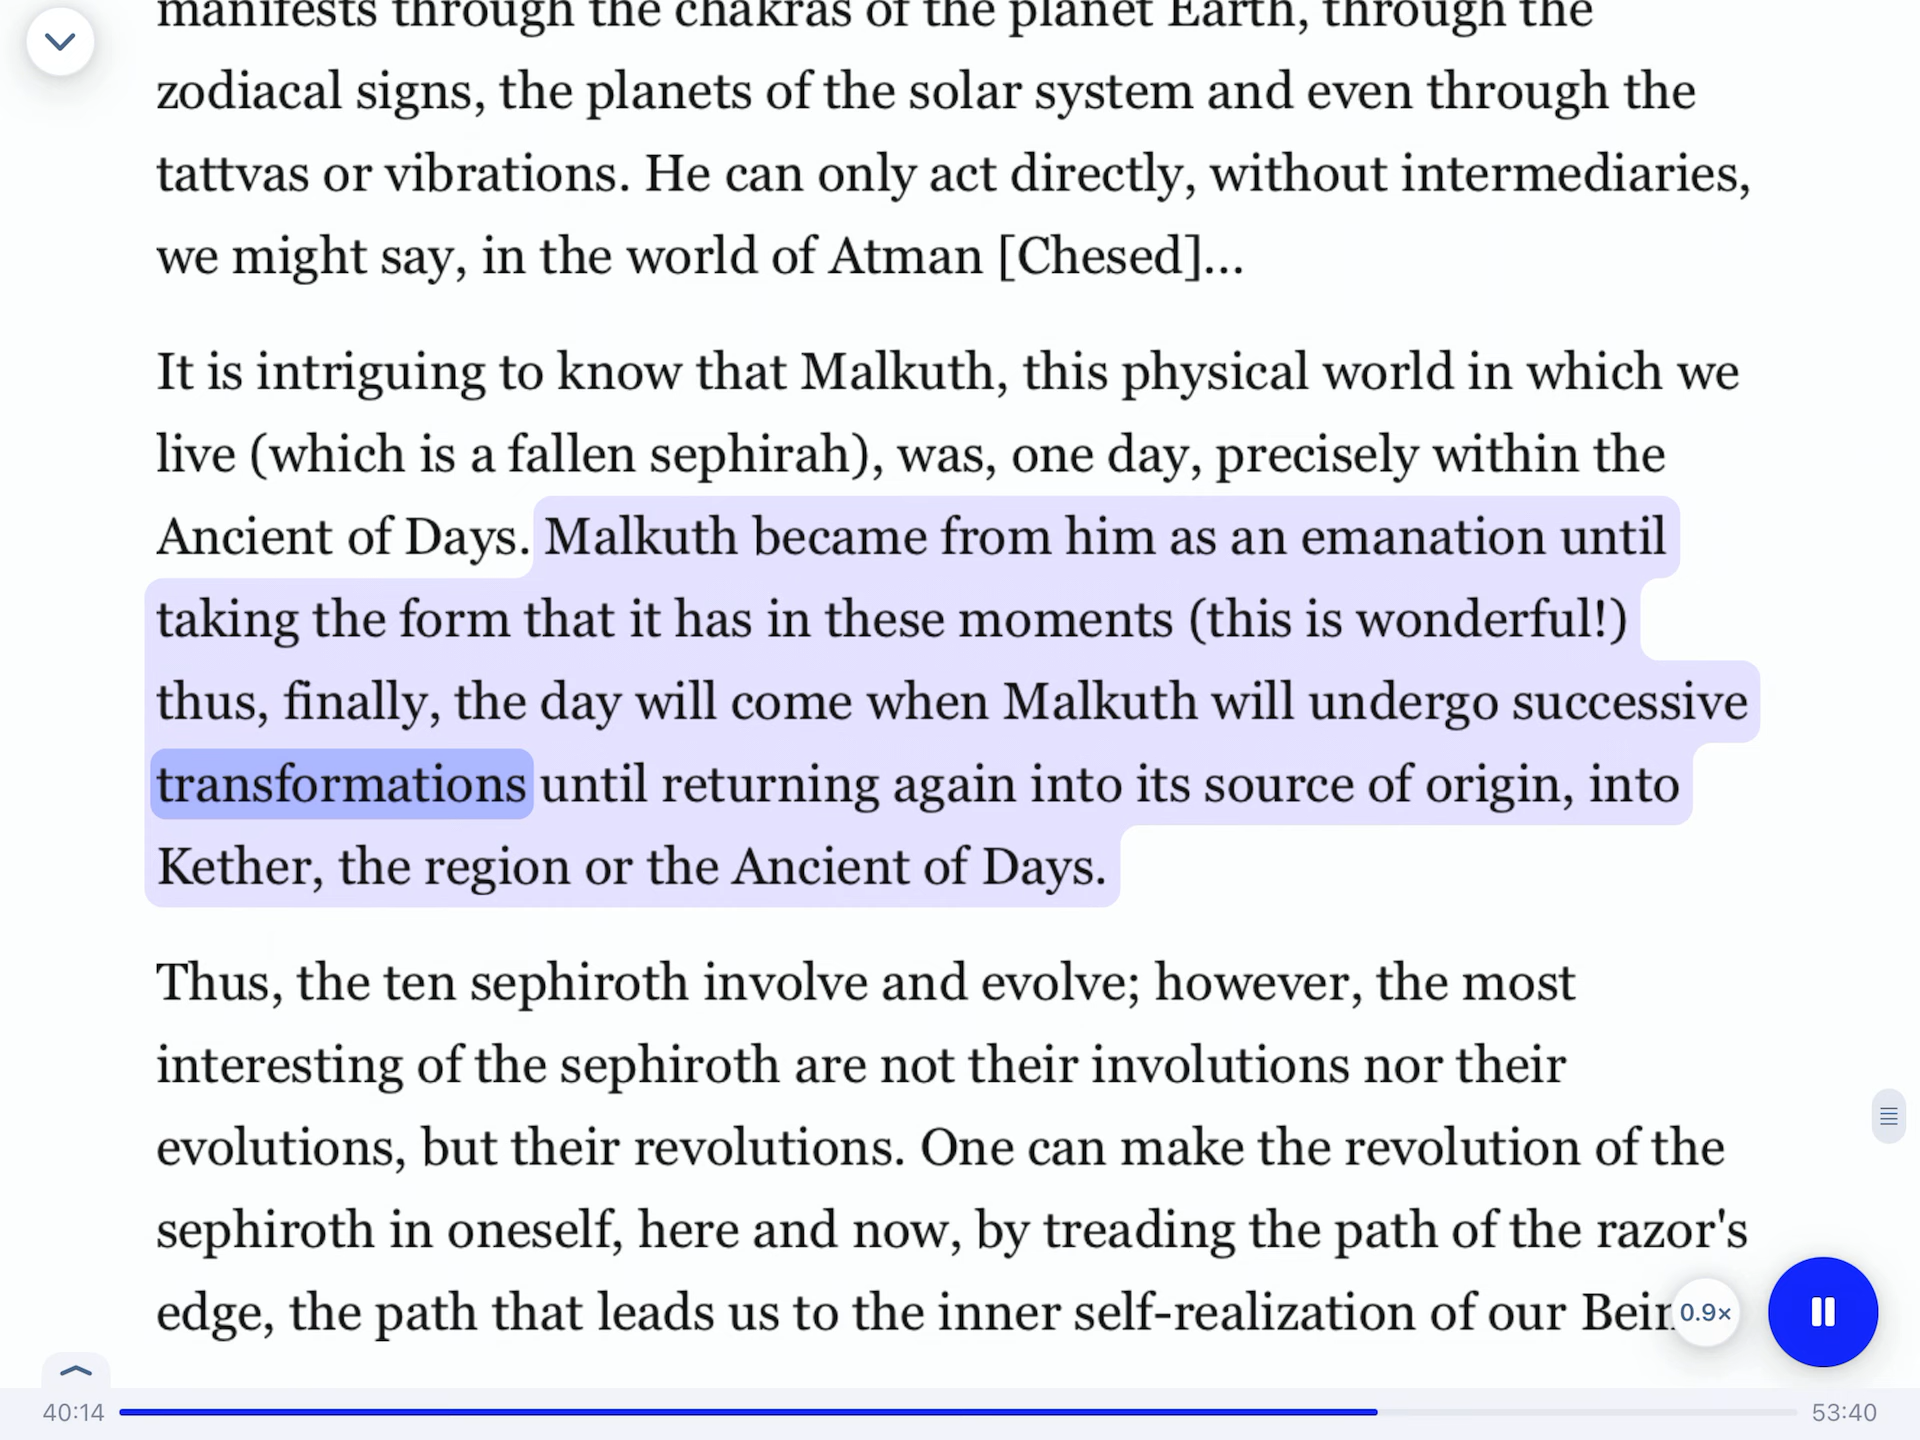 manifests through the chakras of the planet Earth, through the
zodiacal signs, the planets of the solar system and even through the
tattvas or vibrations. He can only act directly, without intermediaries,
we might say, in the world of Atman [Chesed]...
It is intriguing to know that Malkuth, this physical world in which we
live (which is a fallen sephirah), was, one day, precisely within the
Ancient of Days. Malkuth became from him as an emanation until
taking the form that it has in these moments (this is wonderful!)
thus, finally, the day will come when Malkuth will undergo successive
transformations until returning again into its source of origin, into
Kether, the region or the Ancient of Days.
Thus, the ten sephiroth involve and evolve; however, the most
interesting of the sephiroth are not their involutions nor their
evolutions, but their revolutions. One can make the revolution of the
sephiroth in oneself, here and now, by treading the path of the razor's
edge, the path that leads us to the inner self-realization of our
0.9×
40:14
53:40